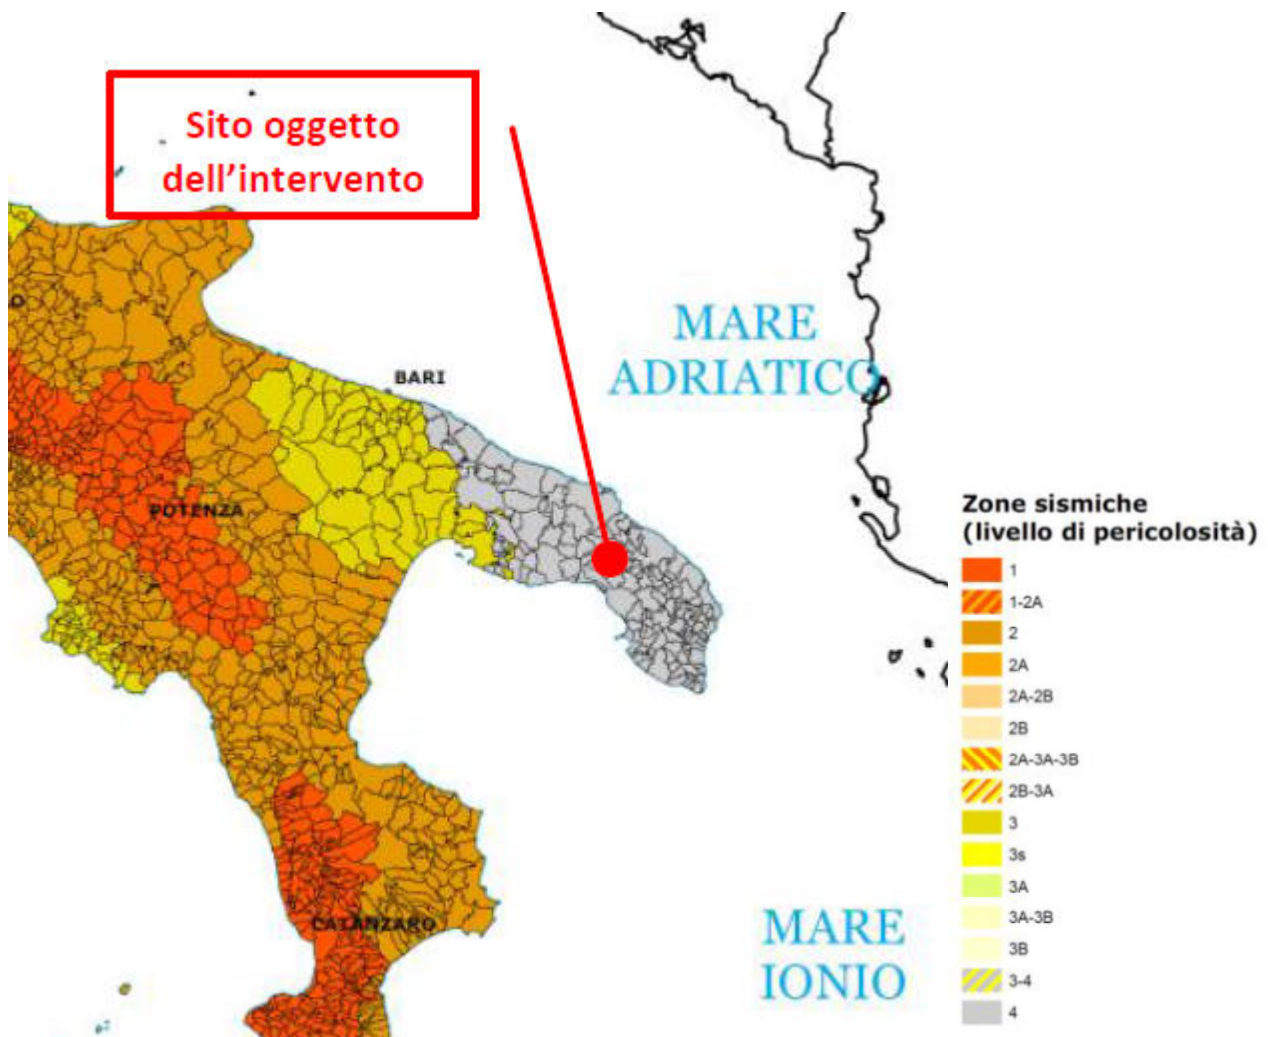 Sito oggetto
dell'intervento
MARE
ADRIATICO
BARI
POTENZA
CATANZARO
MARE
IONIO
Zone sismiche
(livello di pericolosità)
1
1-2A
2
2A
2A-2B
2B
2A-3A-3B
2B-3A
3
3s
3A
3A-3B
3B
3-4
4